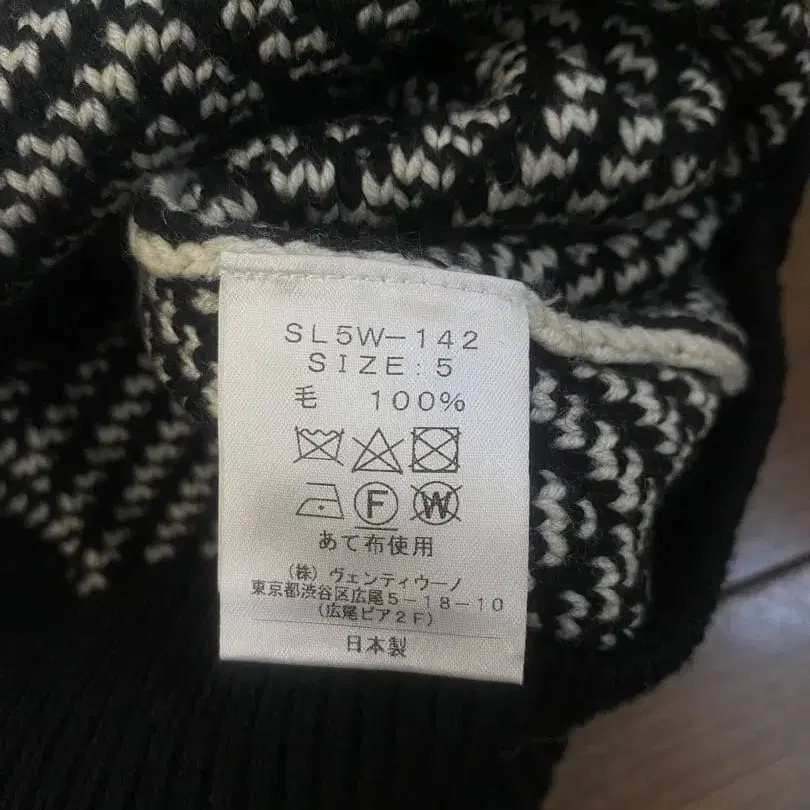 SL5W-142
SIZE:5
毛 100%
F W
あて布使用
(株)ヴェンティウーノ
東京都渋谷区広尾5-18-10
(広尾ピア2F)
日本製